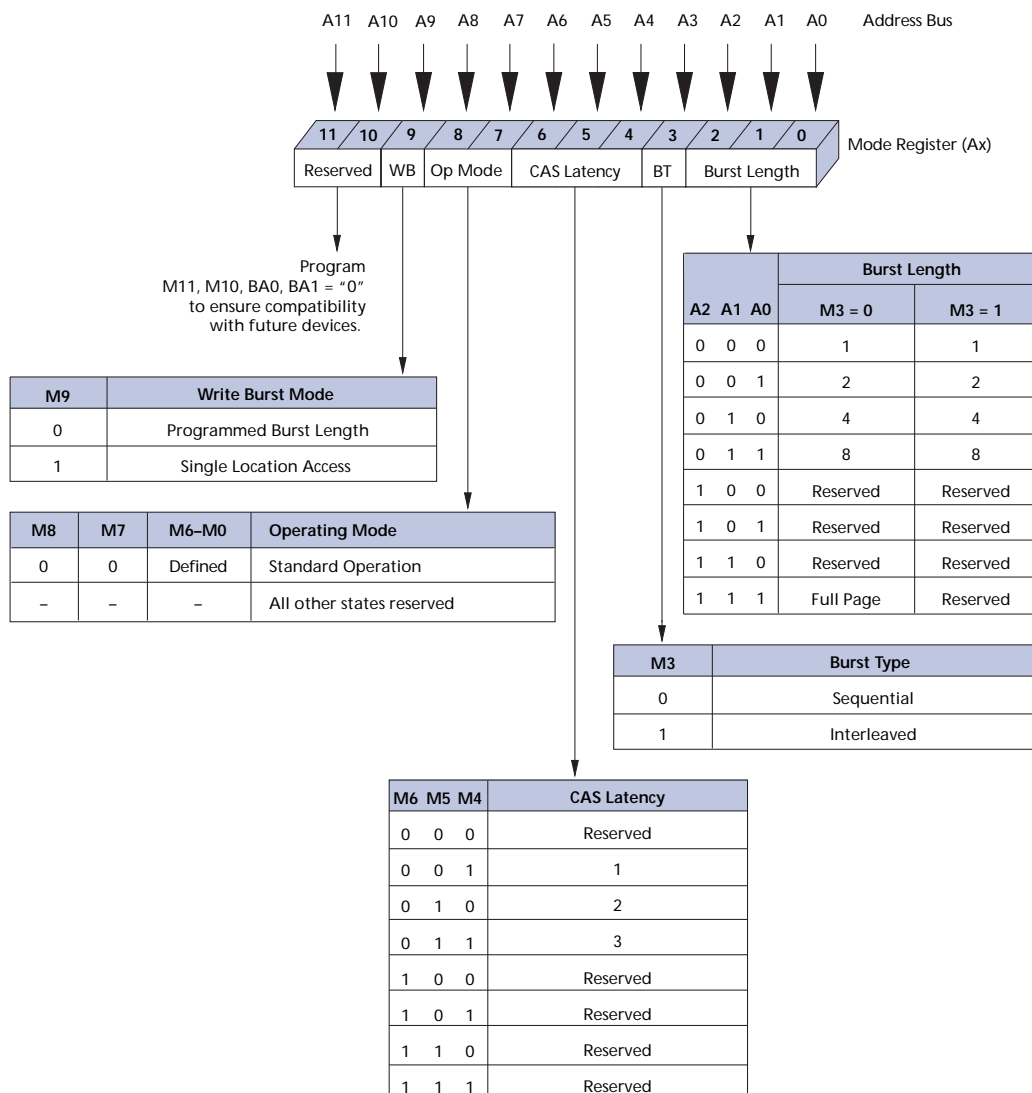 A11 A10 A9 A8 A7 A6 A5 A4 A3 A2 A1 A0 Address Bus
11 10 9 8 7 6 5 4 3 2 1 0
Mode Register (Ax)
Reserved WB Op Mode CAS Latency BT Burst Length
Program
M11, M10, BA0, BA1 = “0”
to ensure compatibility
with future devices.
Burst Length
A2 A1 A0 M3 = 0 M3 = 1
0 0 0 1 1
0 0 1 2 2
0 1 0 4 4
0 1 1 8 8
1 0 0 Reserved Reserved
1 0 1 Reserved Reserved
1 1 0 Reserved Reserved
1 1 1 Full Page Reserved
M9 Write Burst Mode
0 Programmed Burst Length
1 Single Location Access
M8 M7 M6–M0 Operating Mode
0 0 Defined Standard Operation
– – – All other states reserved
M3 Burst Type
0 Sequential
1 Interleaved
M6 M5 M4 CAS Latency
0 0 0 Reserved
0 0 1 1
0 1 0 2
0 1 1 3
1 0 0 Reserved
1 0 1 Reserved
1 1 0 Reserved
1 1 1 Reserved